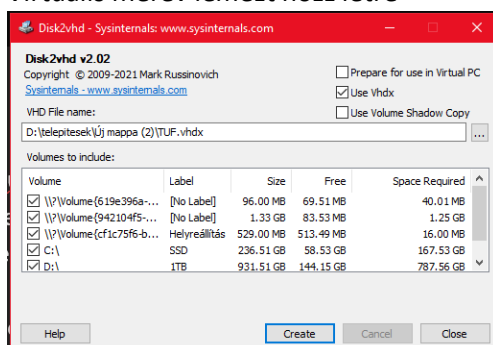 Disk2vhd - Sysinternals: www.sysinternals.com
Disk2vhd v2.02
Copyright © 2009-2021 Mark Russinovich
Sysinternals - www.sysinternals.com
Prepare for use in Virtual PC
Use Vhdx
Use Volume Shadow Copy
VHD File name:
D:\telepitesek\Új mappa (2)\TUF.vhdx
...
Volumes to include:
Volume Label Size Free Space Required
\\?\Volume{619e396a-... [No Label] 96.00 MB 69.51 MB 40.01 MB
\\?\Volume{942104f5-... [No Label] 1.33 GB 83.53 MB 1.25 GB
\\?\Volume{cf1c75f6-b... Helyreállítás 529.00 MB 513.49 MB 16.00 MB
C:\ SSD 236.51 GB 58.53 GB 167.53 GB
D:\ 1TB 931.51 GB 144.15 GB 787.56 GB
Help Create Cancel Close